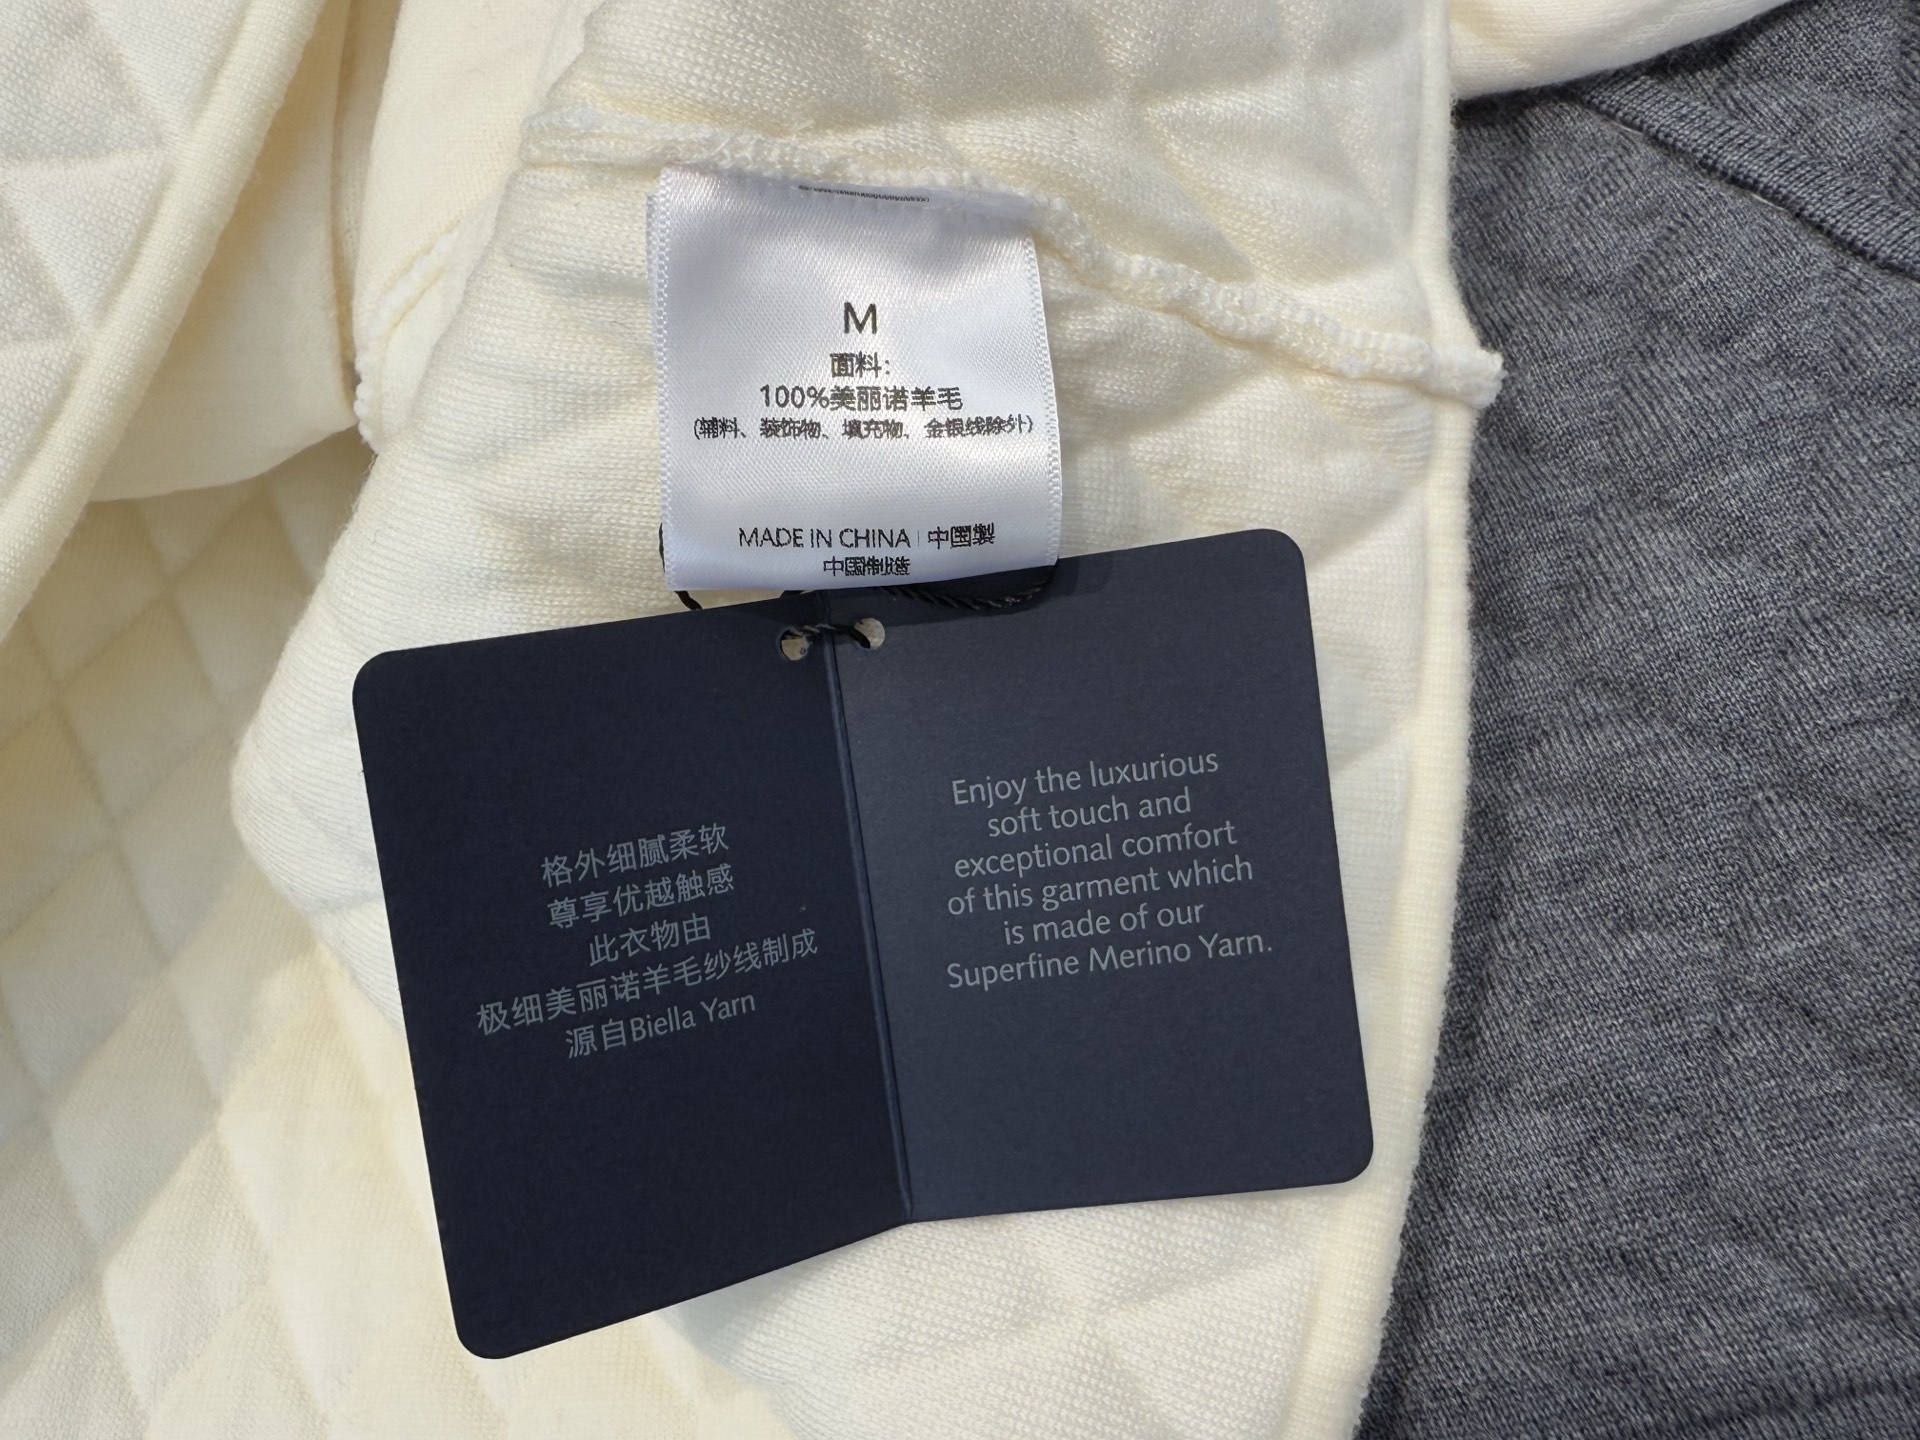 M
面料:
100%美丽诺羊毛
(辅料、装饰物、填充物、金银线除外)
MADE IN CHINA | 中国製
中国制造
格外细腻柔软
尊享优越触感
此衣物由
极细美丽诺羊毛纱线制成
源自Biella Yarn
Enjoy the luxurious
soft touch and
exceptional comfort
of this garment which
is made of our
Superfine Merino Yarn.